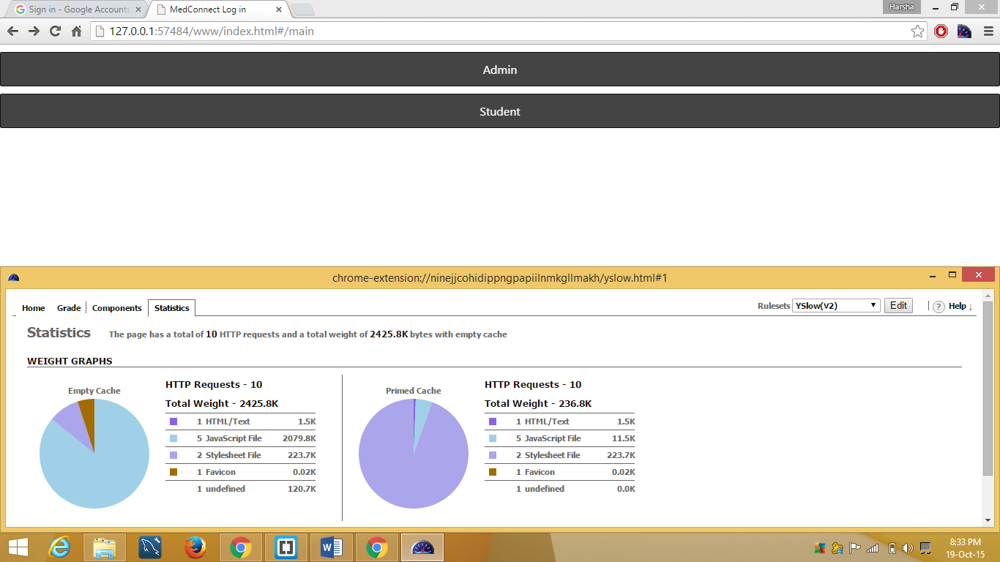 Sign in - Google Accounts
MedConnect Log in
Harsha
127.0.0.1:57484/www/index.html#/main
Admin
Student
chrome-extension://ninejjcohidippngpapiilnmkgllmakh/yslow.html#1
Home Grade Components Statistics Rulesets YSlow(V2) Edit ? Help ↓
Statistics The page has a total of 10 HTTP requests and a total weight of 2425.8K bytes with empty cache
WEIGHT GRAPHS
Empty Cache
HTTP Requests - 10
Total Weight - 2425.8K
1 HTML/Text 1.5K
5 JavaScript File 2079.8K
2 Stylesheet File 223.7K
1 Favicon 0.02K
1 undefined 120.7K
Primed Cache
HTTP Requests - 10
Total Weight - 236.8K
1 HTML/Text 1.5K
5 JavaScript File 11.5K
2 Stylesheet File 223.7K
1 Favicon 0.02K
1 undefined 0.0K
8:33 PM
19-Oct-15